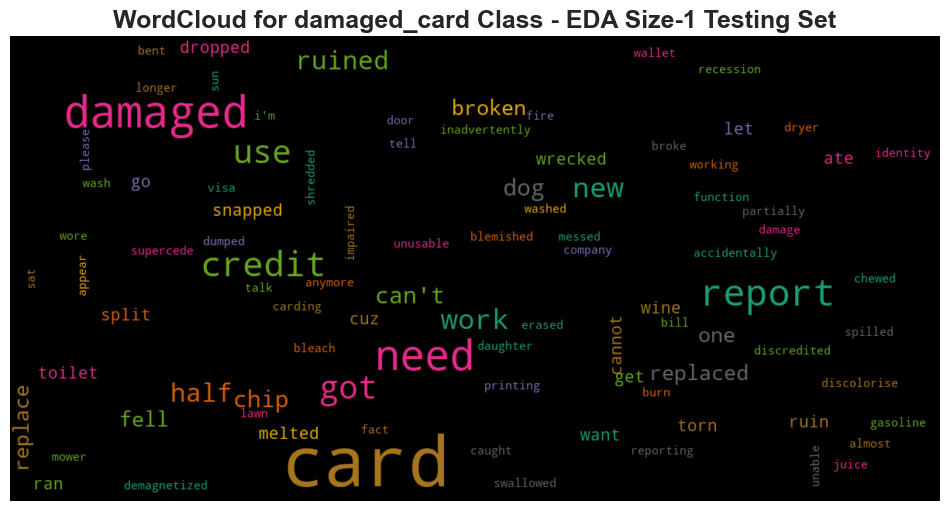 WordCloud for damaged_card Class - EDA Size-1 Testing Set
bent
dropped
ruined
wallet
recession
longer
sun
damaged
i'm
broken
fire
door
inadvertently
let
dryer
please
use
tell
broke
wrecked
working
ate
identity
wash
go
visa
shredded
dog
new
function
snapped
washed
partially
wore
supercede
dumped
impaired
unusable
blemished
messed
company
damage
accidentally
sat
appear
credit
talk
anymore
can't
report
chewed
split
carding
cuz
work
erased
wine
bill
cannot
one
spilled
bleach
daughter
discredited
toilet
need
get
replaced
half
chip
got
printing
burn
discolorise
replace
fell
lawn
melted
fact
want
torn
ruin
gasoline
almost
mower
card
caught
reporting
unable
juice
ran
demagnetized
swallowed